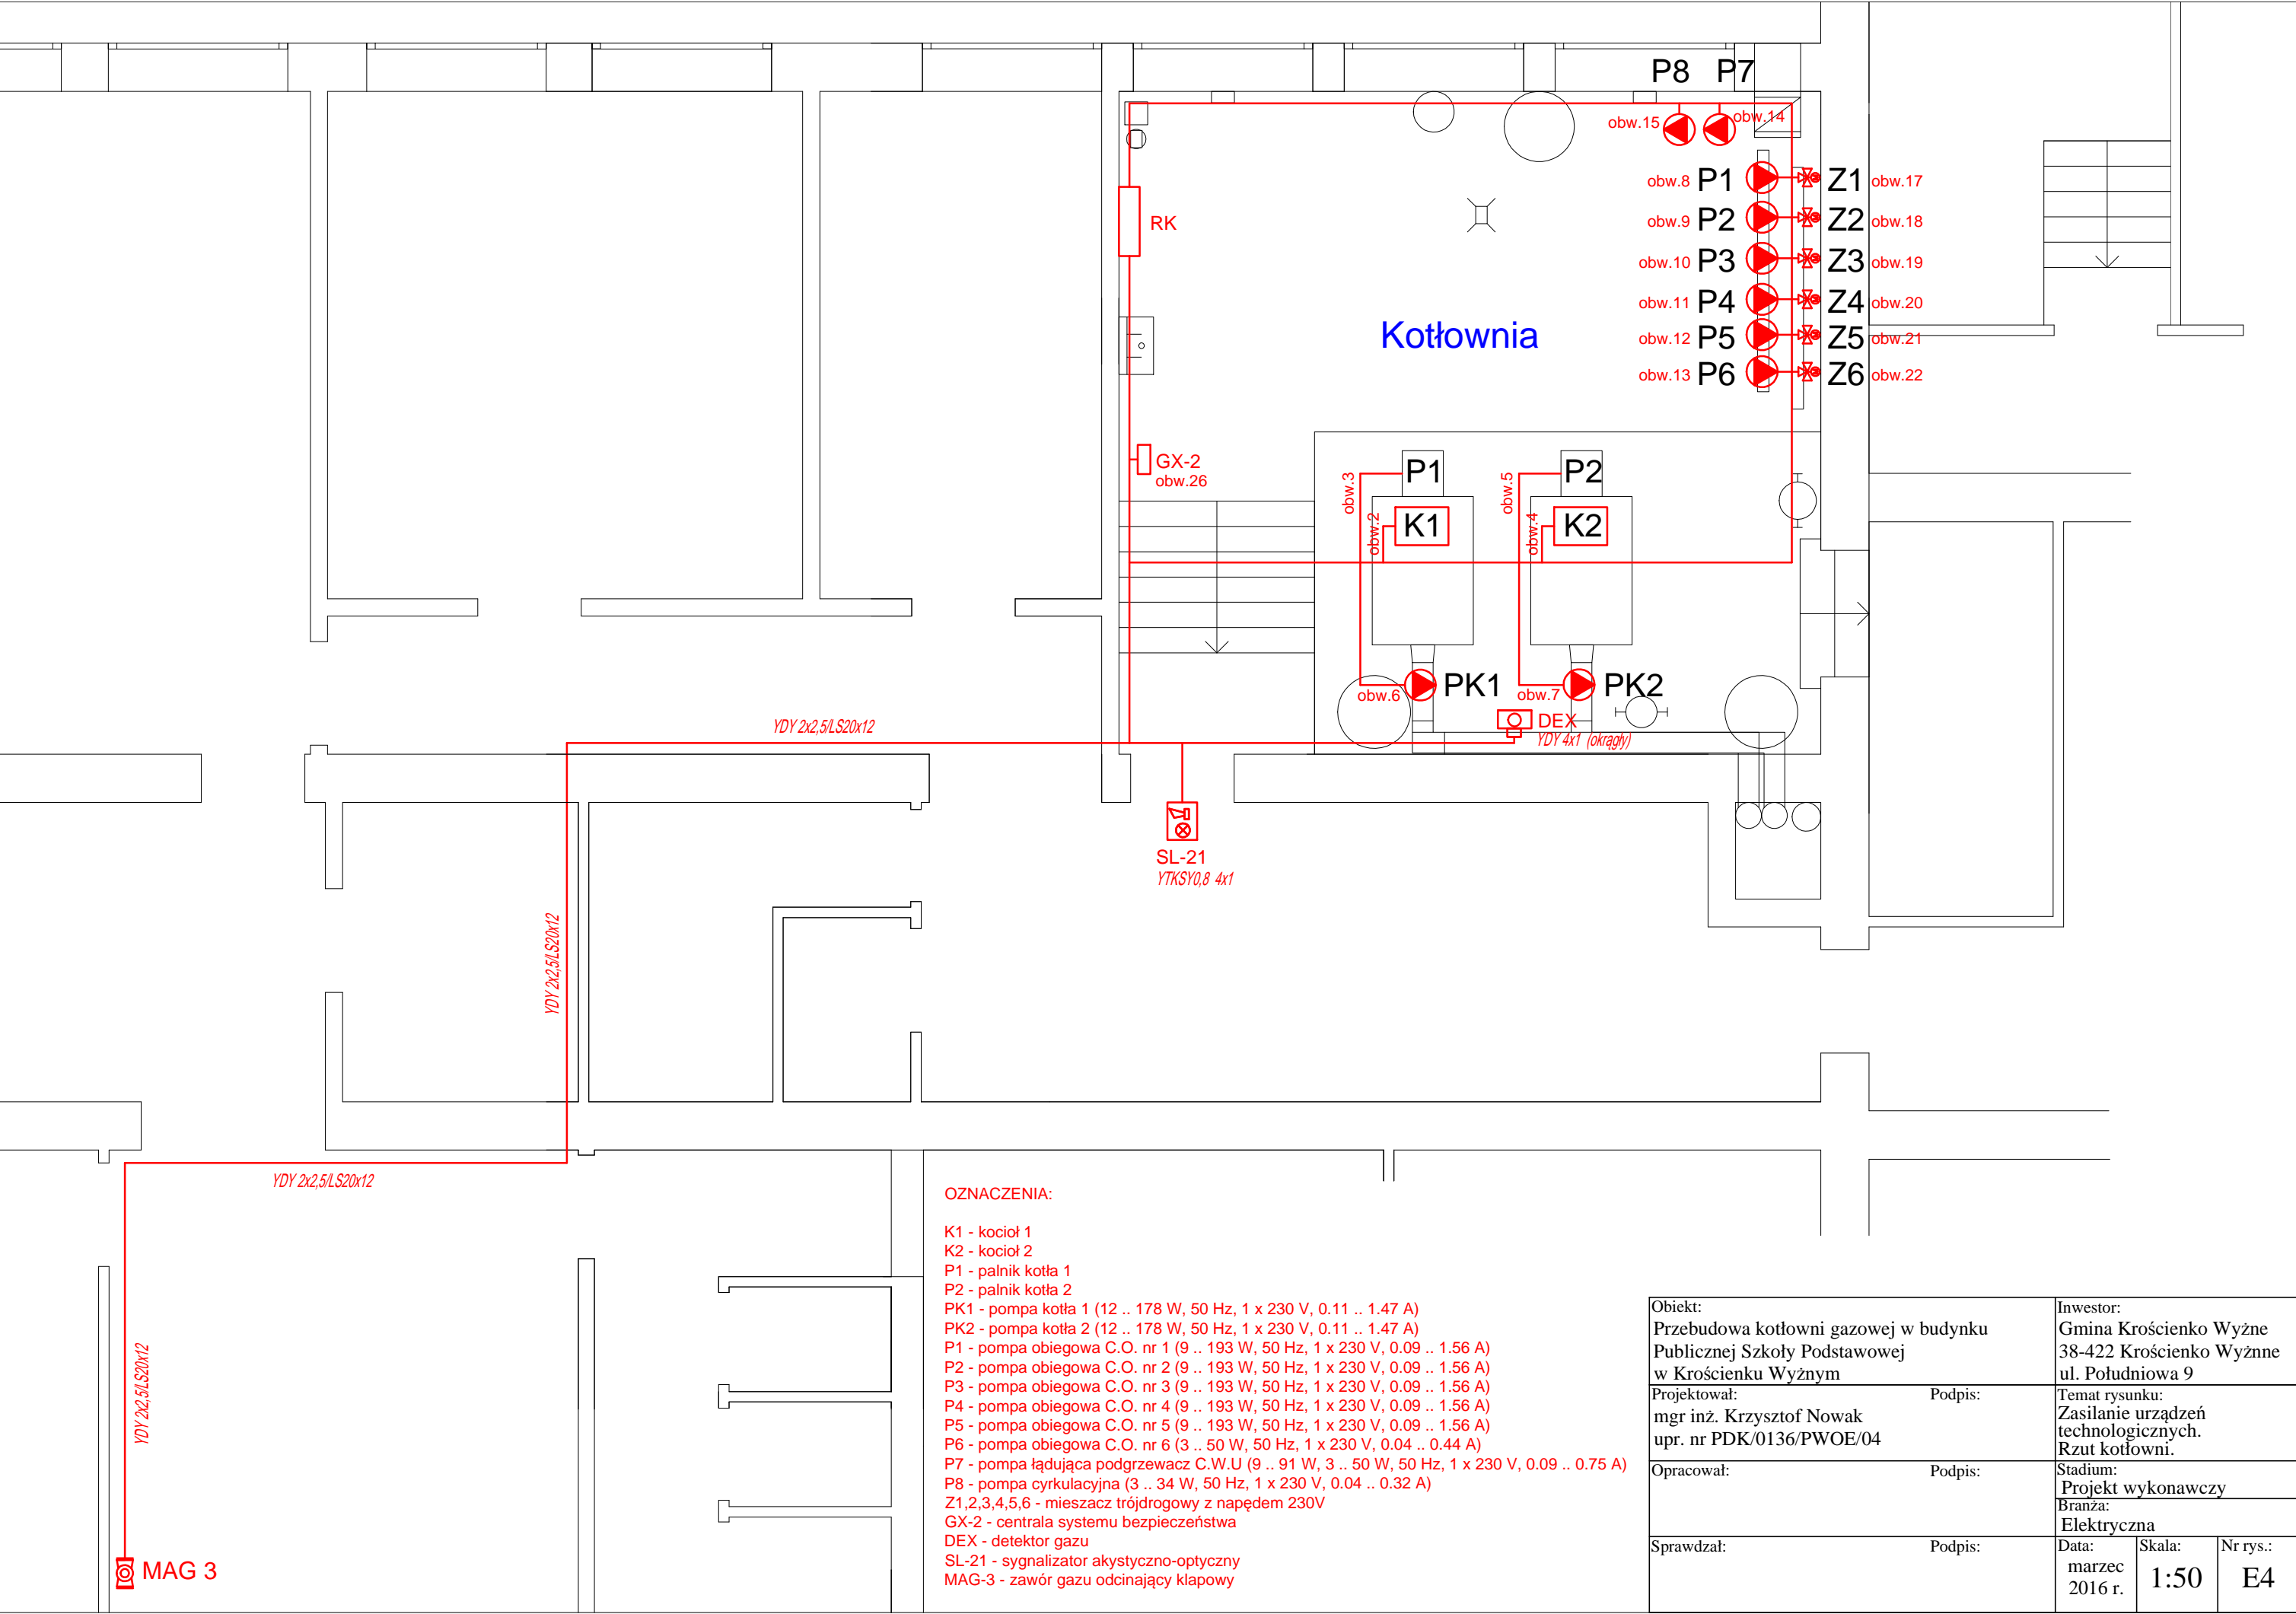 P8 P7
obw.15 obw.14
obw.8 P1 Z1 obw.17
obw.9 P2 Z2 obw.18
obw.10 P3 Z3 obw.19
obw.11 P4 Z4 obw.20
obw.12 P5 Z5 obw.21
obw.13 P6 Z6 obw.22
RK
Kotłownia
GX-2
obw.26
obw.3 P1 obw.5 P2
obw.2 K1 obw.4 K2
obw.6 PK1 obw.7 PK2
DEX
YDY 4x1 (okrągły)
YDY 2x2,5/LS20x12
SL-21
YTKSY0,8 4x1
YDY 2x2,5/LS20x12
YDY 2x2,5/LS20x12
YDY 2x2,5/LS20x12
MAG 3
OZNACZENIA:
K1 - kocioł 1
K2 - kocioł 2
P1 - palnik kotła 1
P2 - palnik kotła 2
PK1 - pompa kotła 1 (12 .. 178 W, 50 Hz, 1 x 230 V, 0.11 .. 1.47 A)
PK2 - pompa kotła 2 (12 .. 178 W, 50 Hz, 1 x 230 V, 0.11 .. 1.47 A)
P1 - pompa obiegowa C.O. nr 1 (9 .. 193 W, 50 Hz, 1 x 230 V, 0.09 .. 1.56 A)
P2 - pompa obiegowa C.O. nr 2 (9 .. 193 W, 50 Hz, 1 x 230 V, 0.09 .. 1.56 A)
P3 - pompa obiegowa C.O. nr 3 (9 .. 193 W, 50 Hz, 1 x 230 V, 0.09 .. 1.56 A)
P4 - pompa obiegowa C.O. nr 4 (9 .. 193 W, 50 Hz, 1 x 230 V, 0.09 .. 1.56 A)
P5 - pompa obiegowa C.O. nr 5 (9 .. 193 W, 50 Hz, 1 x 230 V, 0.09 .. 1.56 A)
P6 - pompa obiegowa C.O. nr 6 (3 .. 50 W, 50 Hz, 1 x 230 V, 0.04 .. 0.44 A)
P7 - pompa łądująca podgrzewacz C.W.U (9 .. 91 W, 3 .. 50 W, 50 Hz, 1 x 230 V, 0.09 .. 0.75 A)
P8 - pompa cyrkulacyjna (3 .. 34 W, 50 Hz, 1 x 230 V, 0.04 .. 0.32 A)
Z1,2,3,4,5,6 - mieszacz trójdrogowy z napędem 230V
GX-2 - centrala systemu bezpieczeństwa
DEX - detektor gazu
SL-21 - sygnalizator akystyczno-optyczny
MAG-3 - zawór gazu odcinający klapowy
Obiekt:
Przebudowa kotłowni gazowej w budynku
Publicznej Szkoły Podstawowej
w Krościenku Wyżnym
Inwestor:
Gmina Krościenko Wyżne
38-422 Krościenko Wyżnne
ul. Południowa 9
Projektował: Podpis:
mgr inż. Krzysztof Nowak
upr. nr PDK/0136/PWOE/04
Temat rysunku:
Zasilanie urządzeń
technologicznych.
Rzut kotłowni.
Opracował: Podpis:
Stadium:
Projekt wykonawczy
Branża:
Elektryczna
Sprawdzał: Podpis:
Data: Skala: Nr rys.:
marzec
2016 r. 1:50 E4